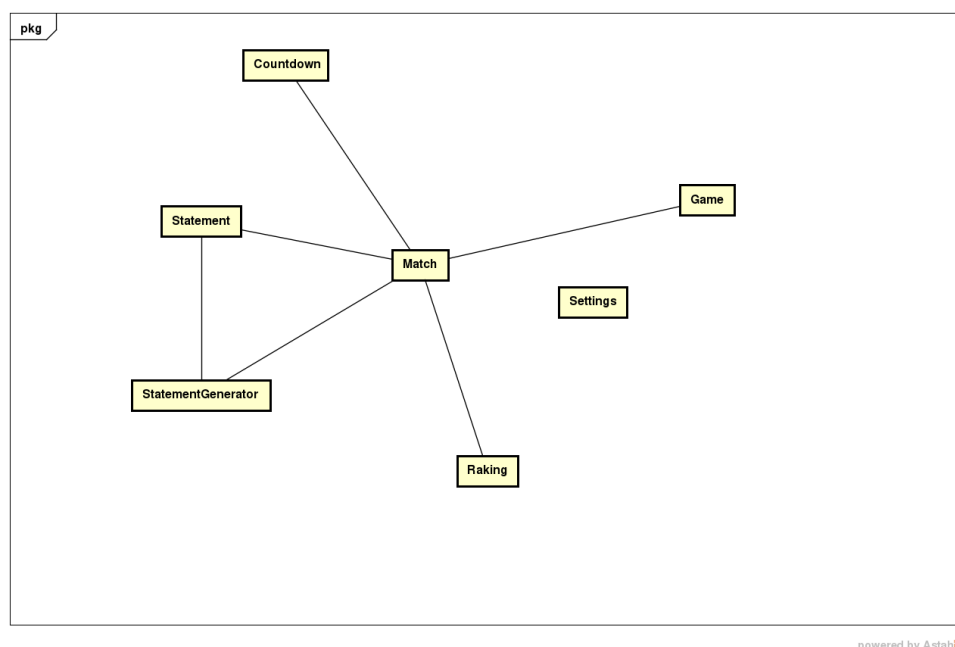 pkg
Countdown
Game
Statement
Match
Settings
StatementGenerator
Raking
powered by Astah